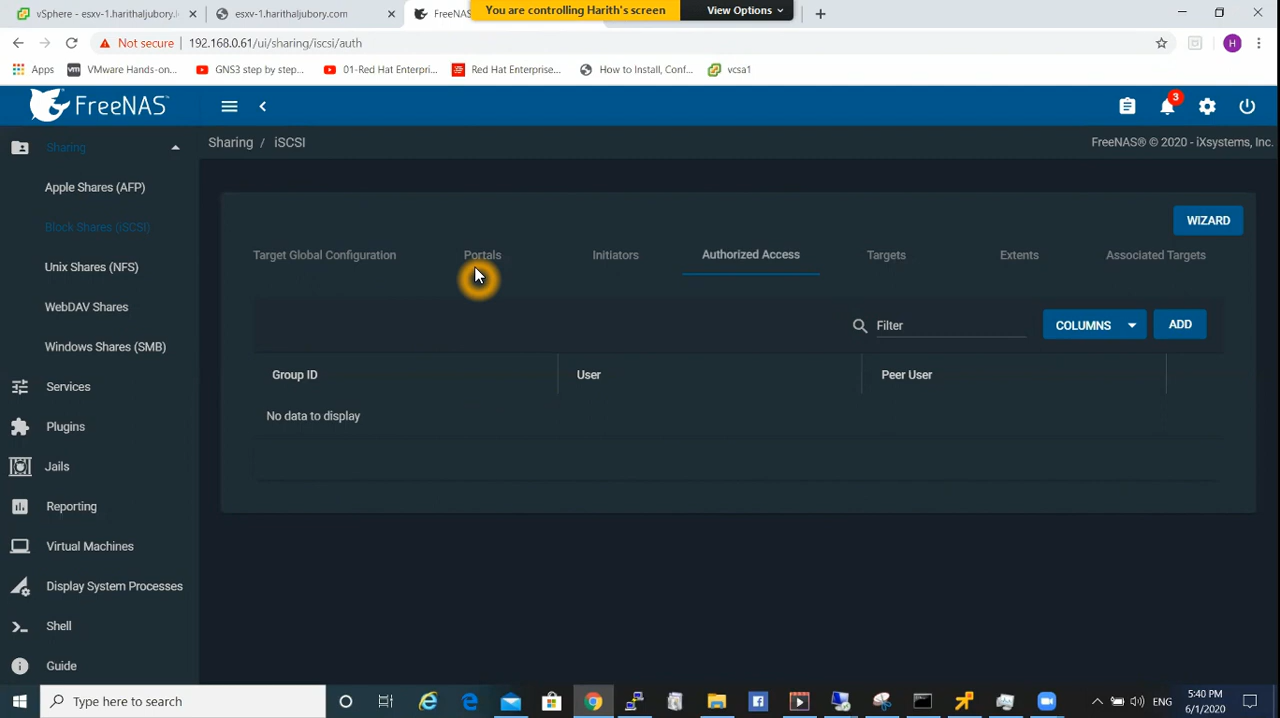 vSphere - esxv-1.harithaljubory.i
esxv-1.harithaljubory.com
FreeNAS
You are controlling Harith's screen
View Options
Not secure | 192.168.0.61/ui/sharing/iscsi/auth
H
Apps
VMware Hands-on...
GNS3 step by step...
01-Red Hat Enterpri...
Red Hat Enterprise...
How to Install, Conf...
vcsa1
FreeNAS
3
Sharing
Sharing / iSCSI
FreeNAS® © 2020 - iXsystems, Inc.
Apple Shares (AFP)
Block Shares (iSCSI)
Unix Shares (NFS)
WebDAV Shares
Windows Shares (SMB)
Services
Plugins
Jails
Reporting
Virtual Machines
Display System Processes
Shell
Guide
WIZARD
Target Global Configuration
Portals
Initiators
Authorized Access
Targets
Extents
Associated Targets
Filter
COLUMNS
ADD
Group ID
User
Peer User
No data to display
Type here to search
ENG
5:40 PM
6/1/2020